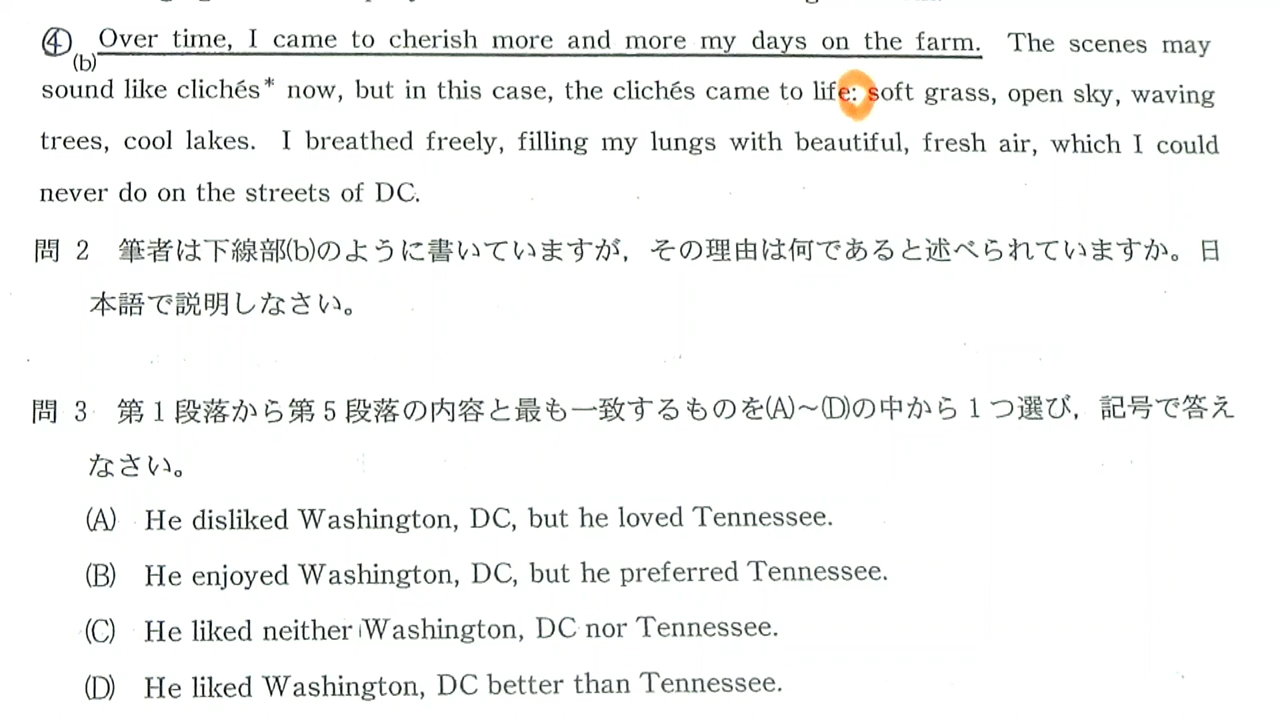 ④(b) Over time, I came to cherish more and more my days on the farm. The scenes may
sound like clichés* now, but in this case, the clichés came to life: soft grass, open sky, waving
trees, cool lakes. I breathed freely, filling my lungs with beautiful, fresh air, which I could
never do on the streets of DC.
問 2 筆者は下線部(b)のように書いていますが，その理由は何であると述べられていますか。日
本語で説明しなさい。
問 3 第1段落から第5段落の内容と最も一致するものを(A)～(D)の中から1つ選び，記号で答え
なさい。
(A) He disliked Washington, DC, but he loved Tennessee.
(B) He enjoyed Washington, DC, but he preferred Tennessee.
(C) He liked neither Washington, DC nor Tennessee.
(D) He liked Washington, DC better than Tennessee.